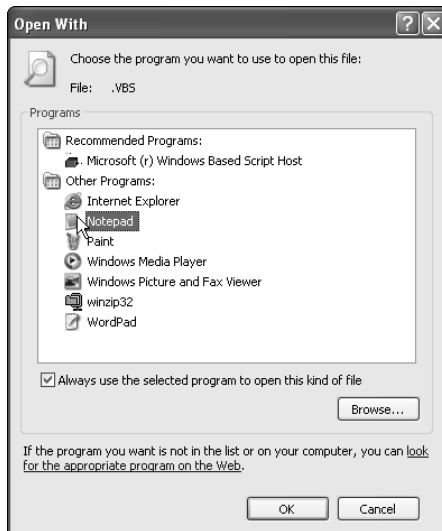 Open With
Choose the program you want to use to open this file:
File: .VBS
Programs
Recommended Programs:
Microsoft (r) Windows Based Script Host
Other Programs:
Internet Explorer
Notepad
Paint
Windows Media Player
Windows Picture and Fax Viewer
winzip32
WordPad
Always use the selected program to open this kind of file
Browse...
If the program you want is not in the list or on your computer, you can look
for the appropriate program on the Web.
OK Cancel